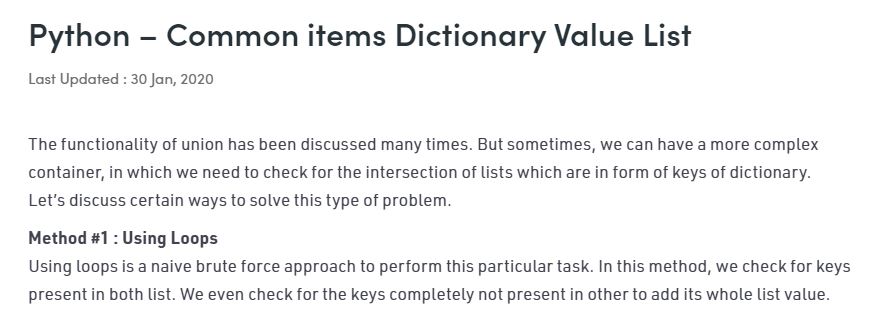 Python – Common items Dictionary Value List
Last Updated : 30 Jan, 2020
The functionality of union has been discussed many times. But sometimes, we can have a more complex
container, in which we need to check for the intersection of lists which are in form of keys of dictionary.
Let’s discuss certain ways to solve this type of problem.
Method #1 : Using Loops
Using loops is a naive brute force approach to perform this particular task. In this method, we check for keys
present in both list. We even check for the keys completely not present in other to add its whole list value.